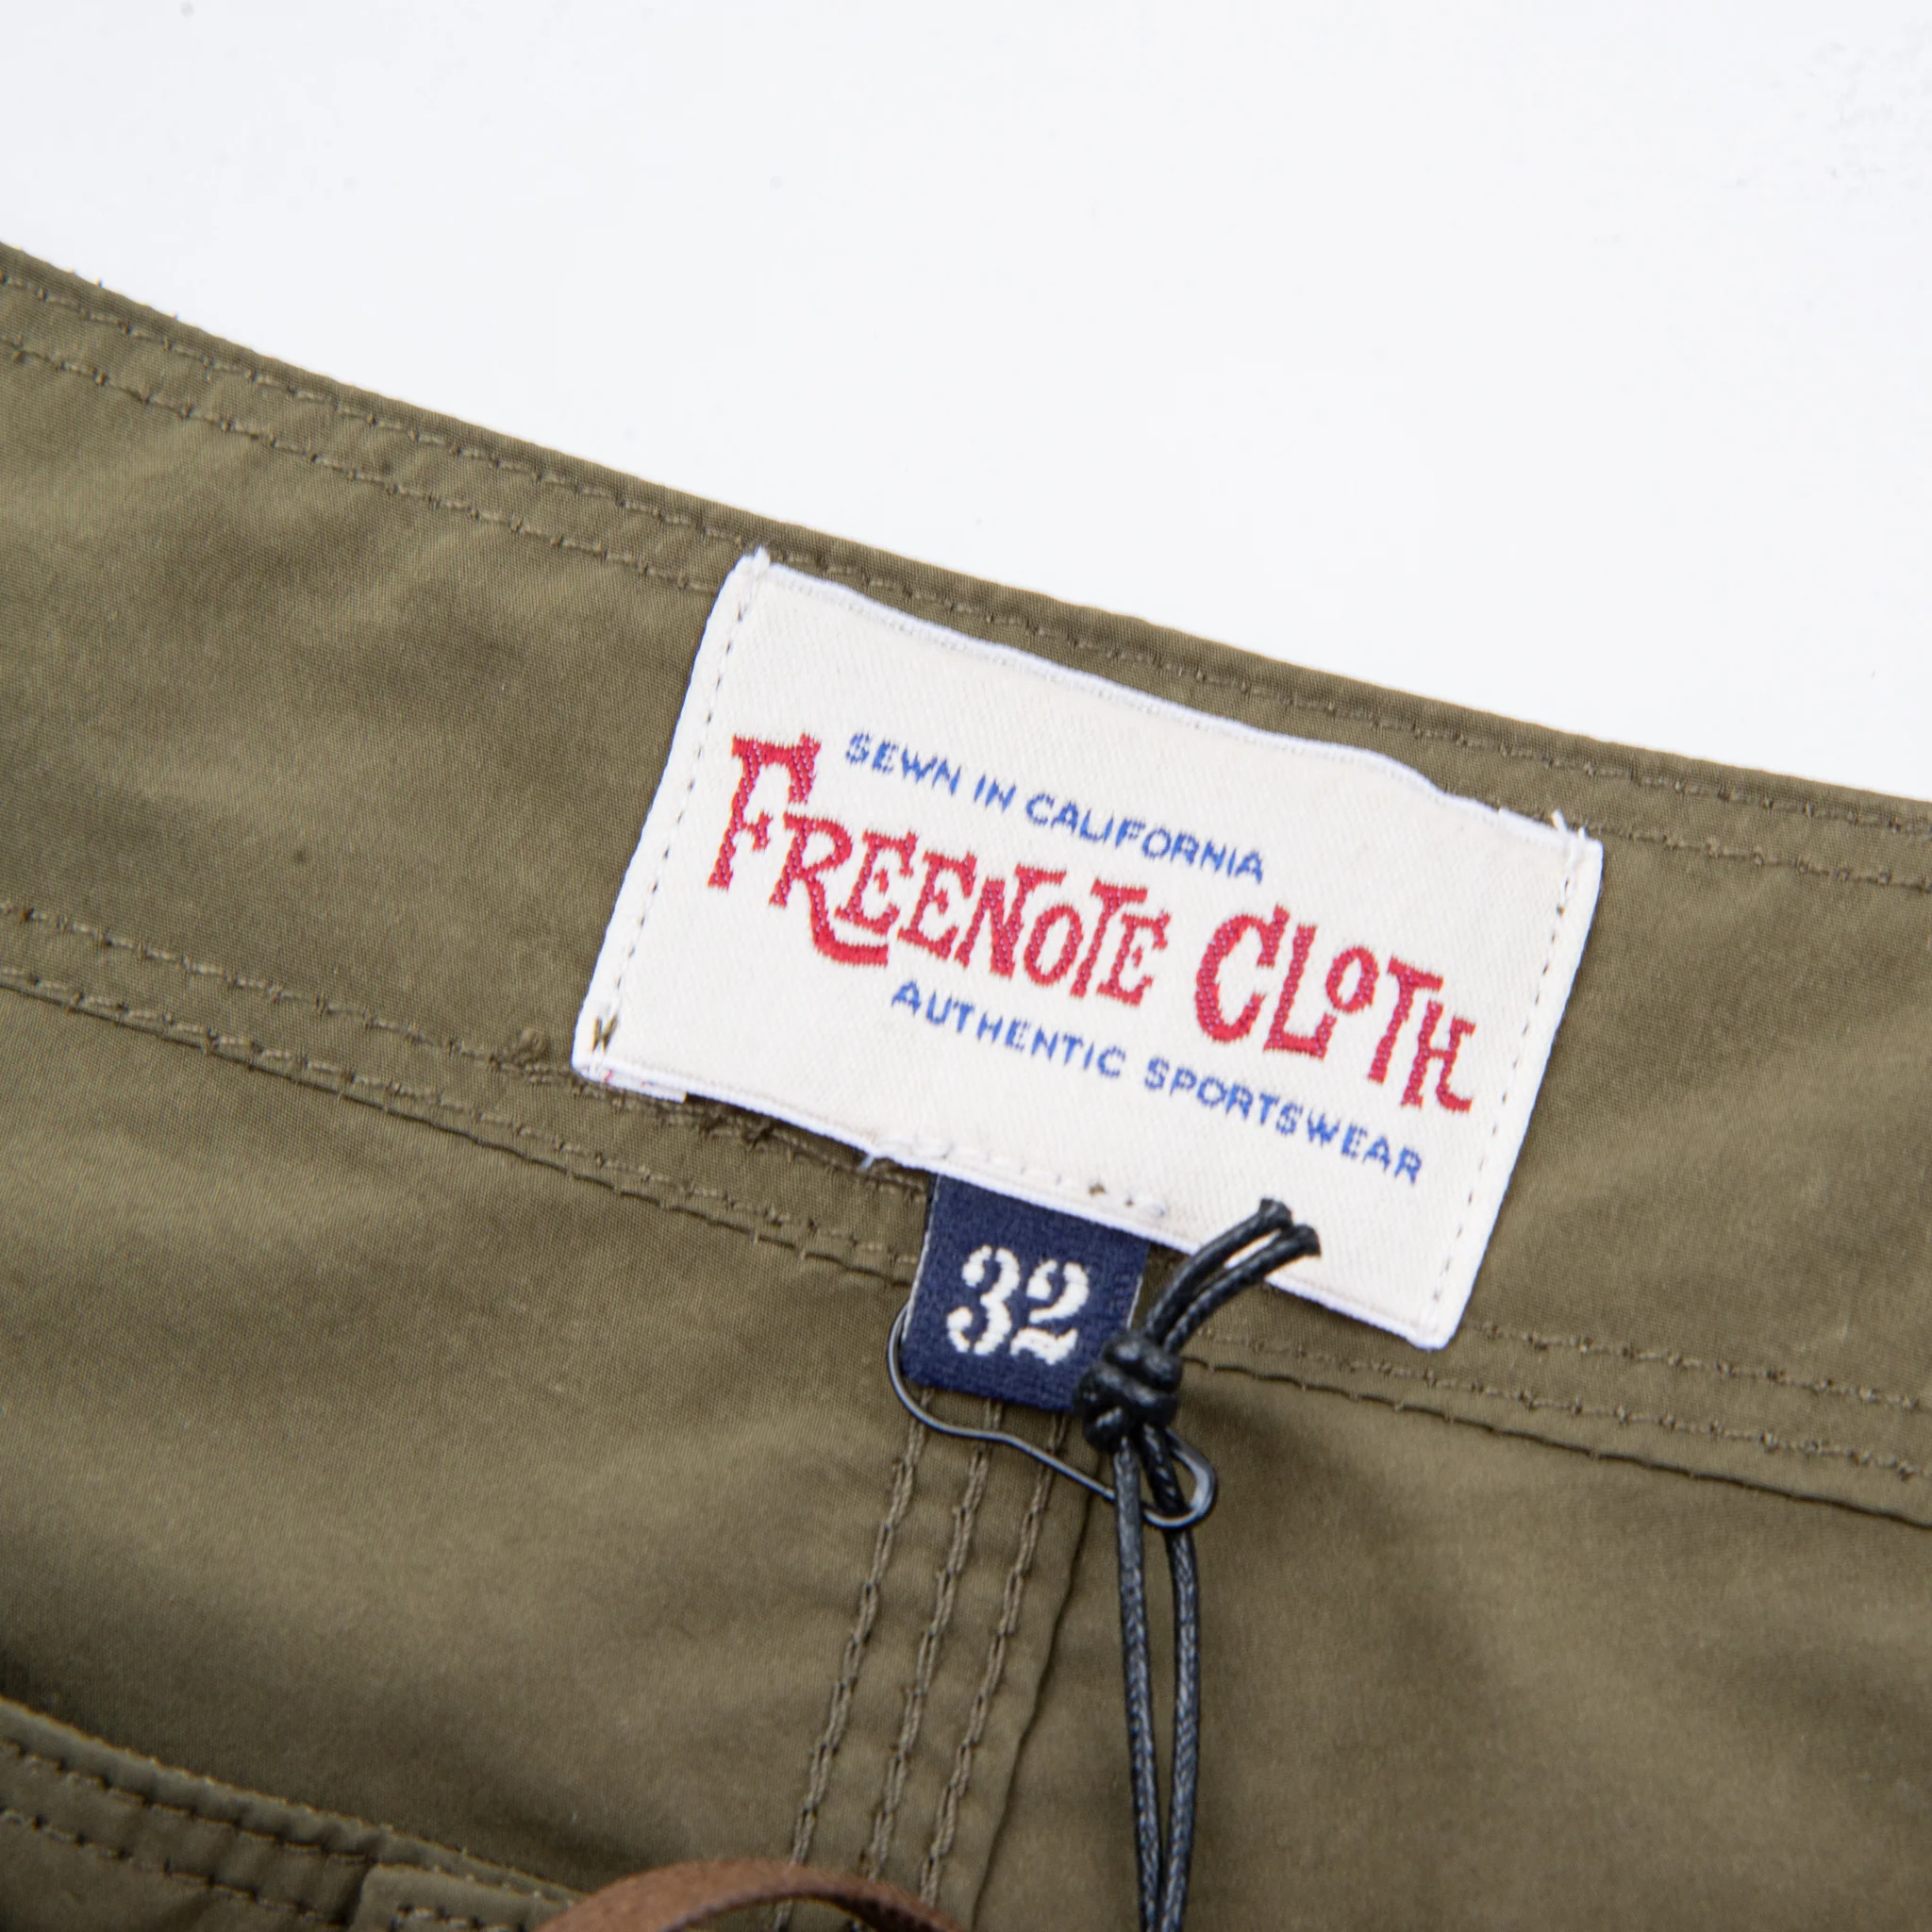 SEWN IN CALIFORNIA
FREENOTE CLOTH
AUTHENTIC SPORTSWEAR
32